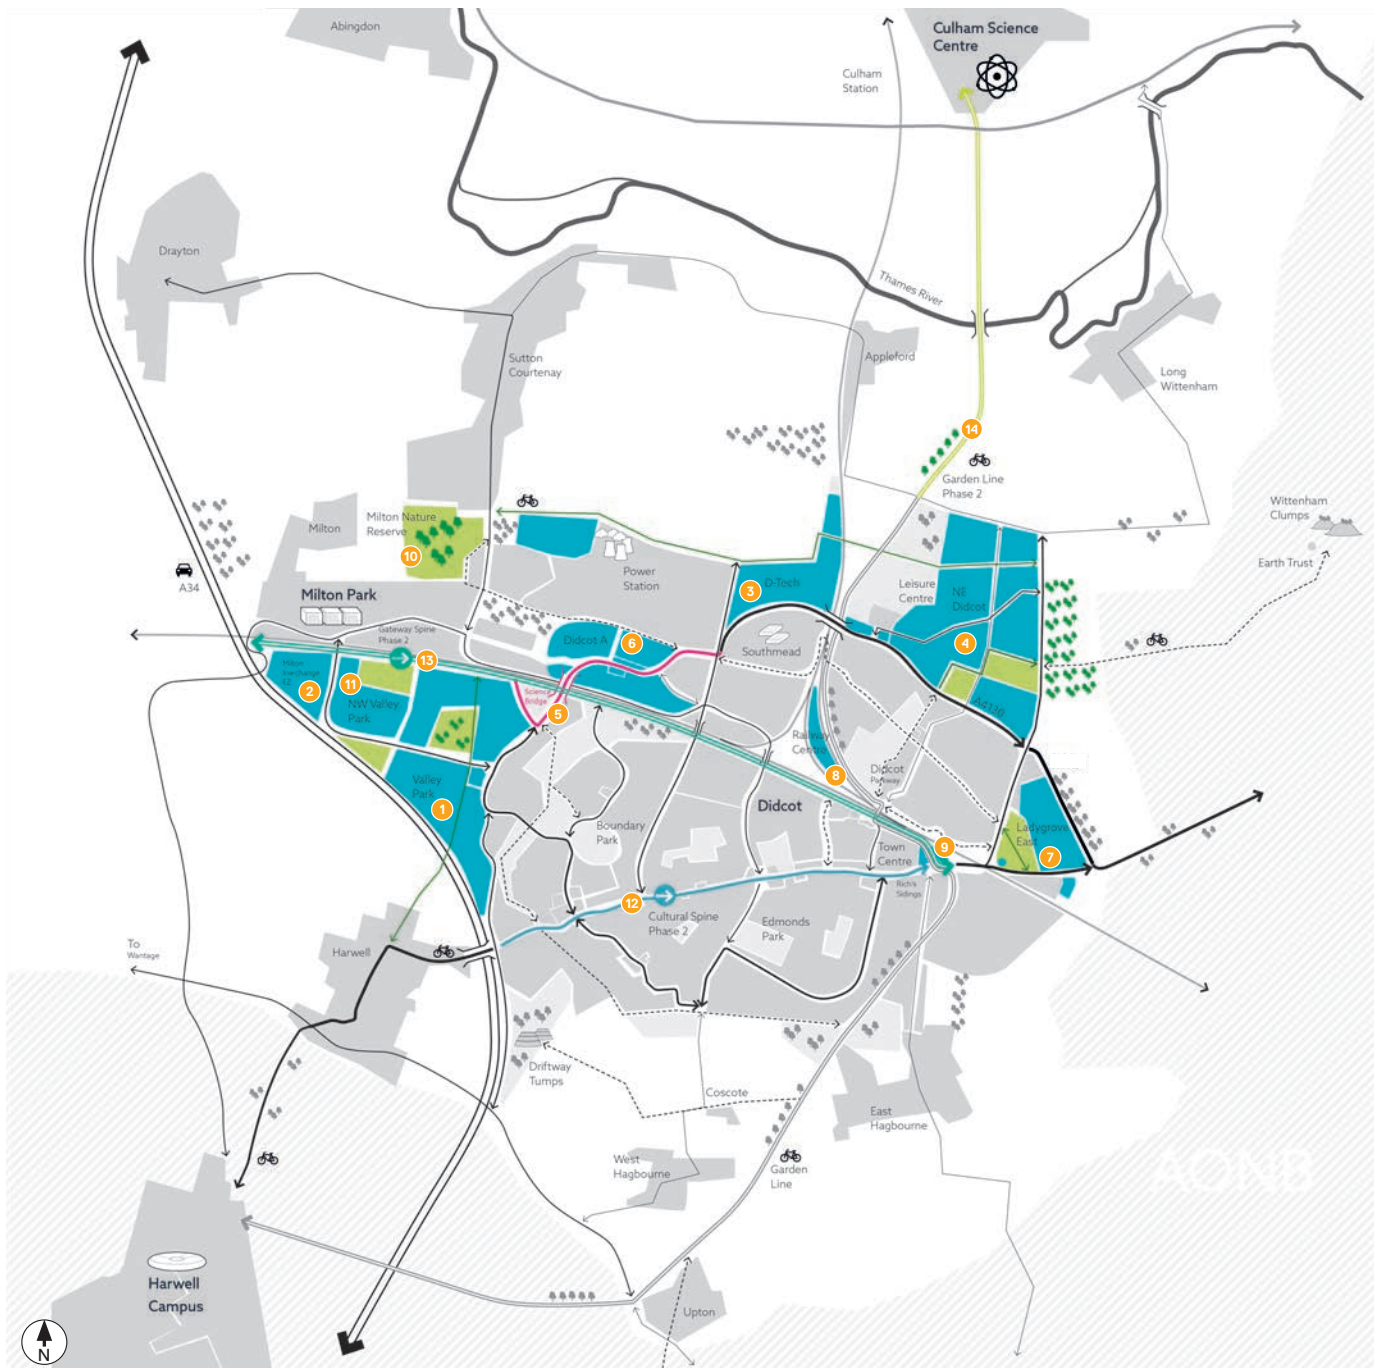 Abingdon
Culham Science
Centre
Culham
Station
Drayton
Thames River
Sutton
Courtenay
Appleford
Long
Wittenham
14
Garden Line
Phase 2
Wittenham
Clumps
Earth Trust
Milton
Milton Nature
Reserve
10
A34
Power
Station
3
D-Tech
Leisure
Centre
NE
Didcot
4
Milton Park
Gateway Spine
Phase 2
13
Didcot A
6
Southmead
Milton
Interchange
EZ
2
11
NW Valley
Park
Science
Bridge
5
A4130
Railway
Centre
8
Didcot
Parkway
Valley
Park
1
Didcot
Boundary
Park
Ladygrove
East
7
9
Town
Centre
Rich's
Sidings
12
Cultural Spine
Phase 2
Edmonds
Park
To
Wantage
Harwell
Driftway
Tumps
Coscote
East
Hagbourne
West
Hagbourne
Garden
Line
AONB
Harwell
Campus
Upton
N